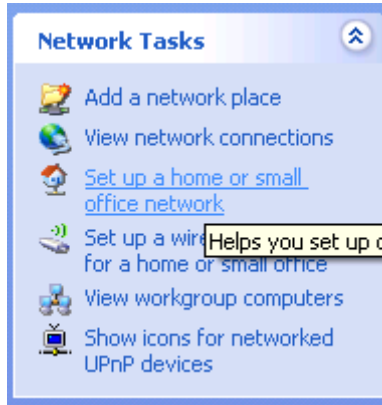 Network Tasks
Add a network place
View network connections
Set up a home or small
office network
Set up a
Helps you set up
for a home or small office
View workgroup computers
Show icons for networked
UPnP devices